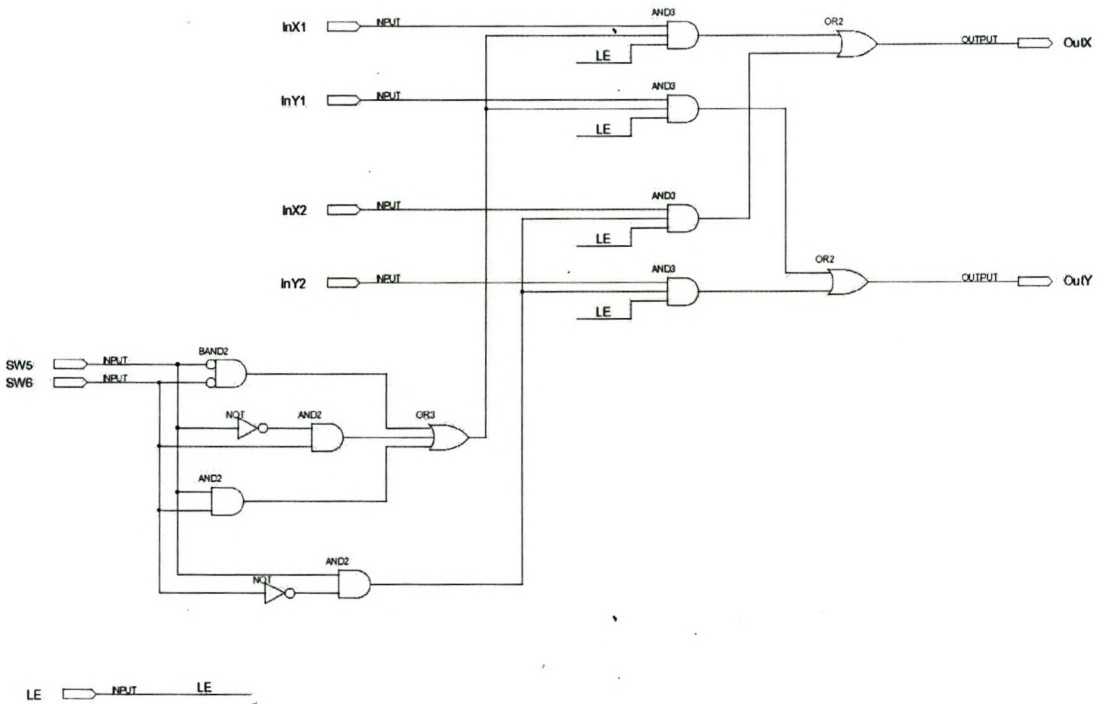 AND3
InX1 INPUT
LE
OR2
OUTPUT OutX
AND3
InY1 INPUT
LE
AND3
InX2 INPUT
LE
AND3
InY2 INPUT
LE
OR2
OUTPUT OutY
BAND2
SW5 INPUT
SW6 INPUT
NOT
AND2
OR3
AND2
AND2
NOT
LE INPUT LE